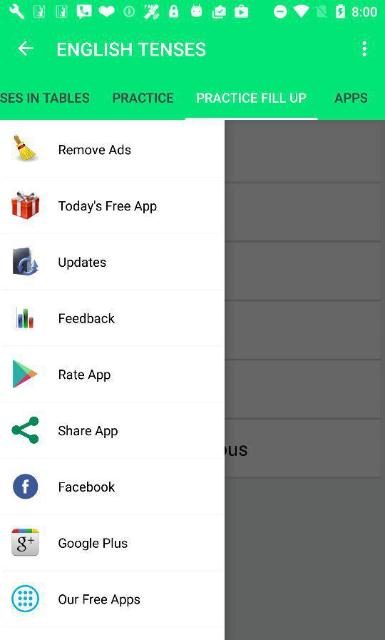 8:00
ENGLISH TENSES
SES IN TABLES PRACTICE PRACTICE FILL UP APPS
Remove Ads
Today's Free App
Updates
Feedback
Rate App
Share App
ous
Facebook
Google Plus
Our Free Apps